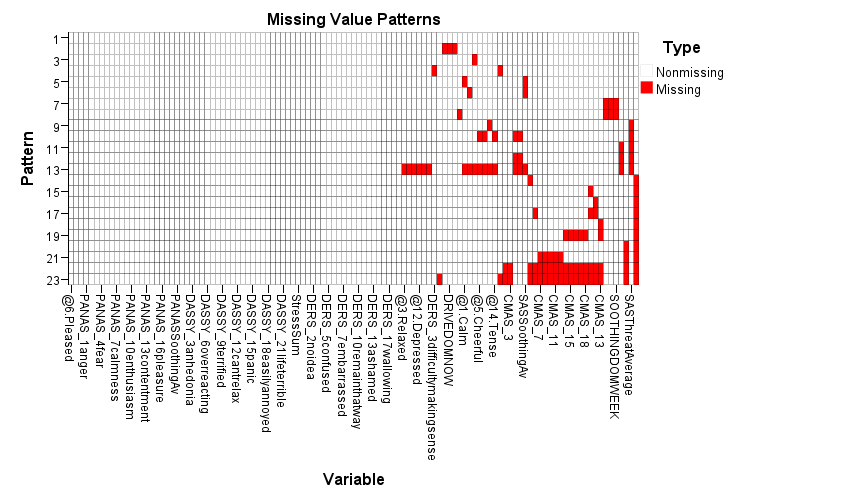 Missing Value Patterns
Type
Nonmissing
Missing
Pattern
1
3
5
7
9
11
13
15
17
19
21
23
@6.Pleased
PANAS_1anger
PANAS_4fear
PANAS_7calmness
PANAS_10enthusiasm
PANAS_13contentment
PANAS_16pleasure
PANASSoothingAv
DASSY_3anhedonia
DASSY_6overreacting
DASSY_9terrified
DASSY_12cantrelax
DASSY_15panic
DASSY_18easilyannoyed
DASSY_21lifeterrible
StressSum
DERS_2noidea
DERS_5confused
DERS_7embarrassed
DERS_10remainthatway
DERS_13ashamed
DERS_17wallowing
@3.Relaxed
@12.Depressed
DERS_3difficultymakingsense
DRIVEDOMNOW
@1.Calm
@5.Cheerful
@14.Tense
CMAS_3
SASSoothingAv
CMAS_7
CMAS_11
CMAS_15
CMAS_18
CMAS_13
SOOTHINGDOMWEEK
SASThreatAverage
Variable